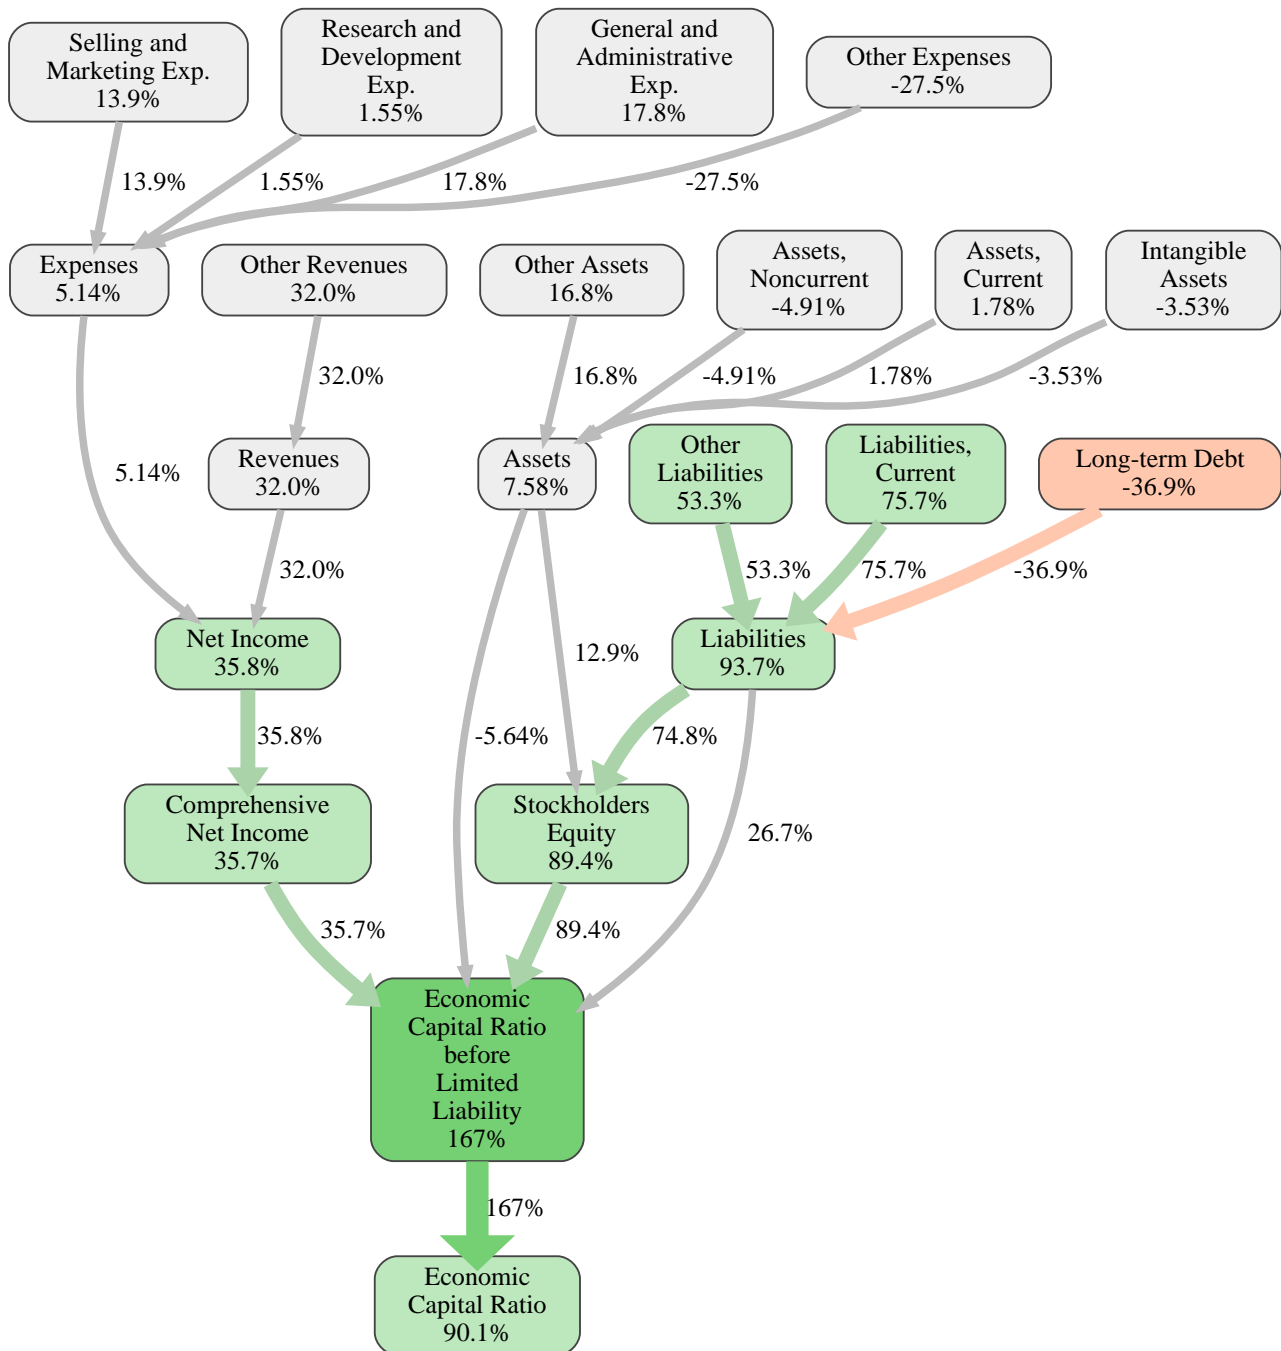 Selling and
Marketing Exp.
13.9%
Research and
Development
Exp.
1.55%
General and
Administrative
Exp.
17.8%
Other Expenses
-27.5%
13.9%
1.55%
17.8%
-27.5%
Expenses
5.14%
Other Revenues
32.0%
Other Assets
16.8%
Assets,
Noncurrent
-4.91%
Assets,
Current
1.78%
Intangible
Assets
-3.53%
32.0%
16.8%
-4.91%
1.78%
-3.53%
5.14%
Revenues
32.0%
Assets
7.58%
Other
Liabilities
53.3%
Liabilities,
Current
75.7%
Long-term Debt
-36.9%
32.0%
53.3%
75.7%
-36.9%
Net Income
35.8%
12.9%
Liabilities
93.7%
35.8%
-5.64%
74.8%
Comprehensive
Net Income
35.7%
Stockholders
Equity
89.4%
26.7%
35.7%
89.4%
Economic
Capital Ratio
before
Limited
Liability
167%
167%
Economic
Capital Ratio
90.1%